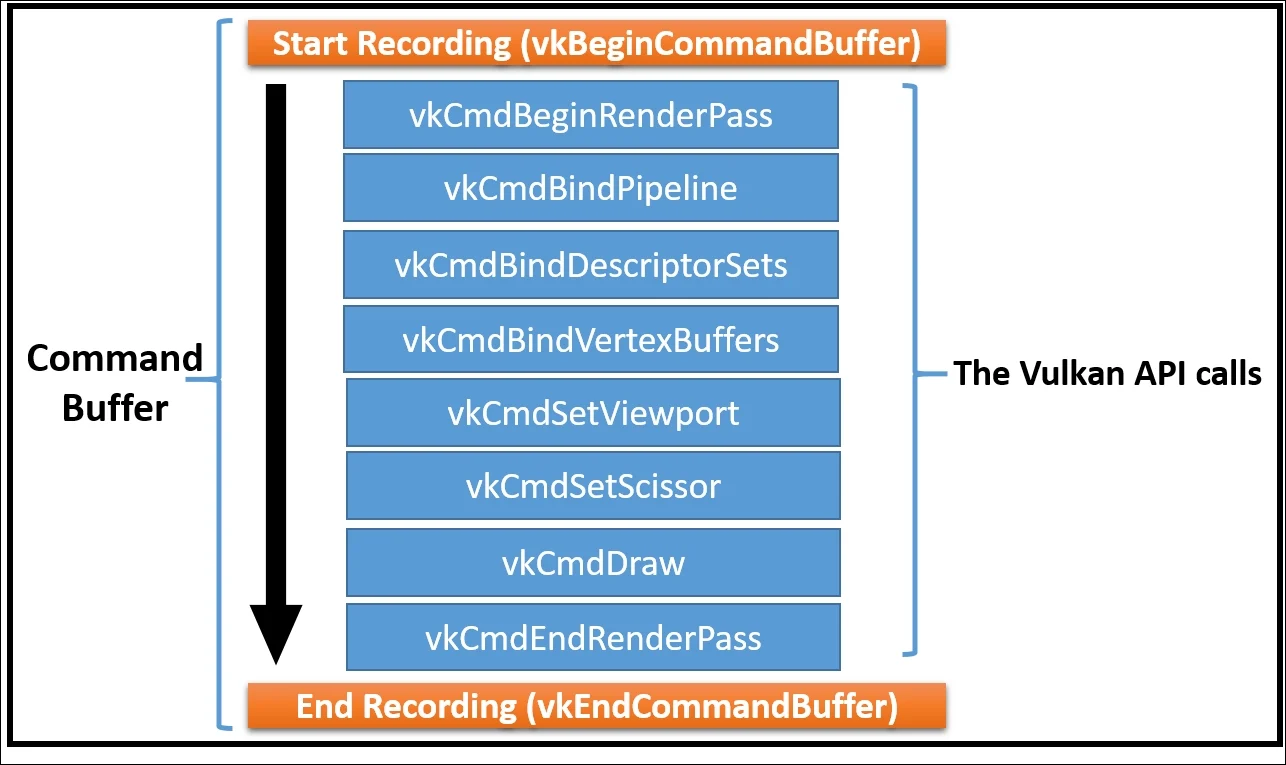 Start Recording (vkBeginCommandBuffer)
vkCmdBeginRenderPass
vkCmdBindPipeline
vkCmdBindDescriptorSets
vkCmdBindVertexBuffers
vkCmdSetViewport
vkCmdSetScissor
vkCmdDraw
vkCmdEndRenderPass
End Recording (vkEndCommandBuffer)
Command
Buffer
The Vulkan API calls